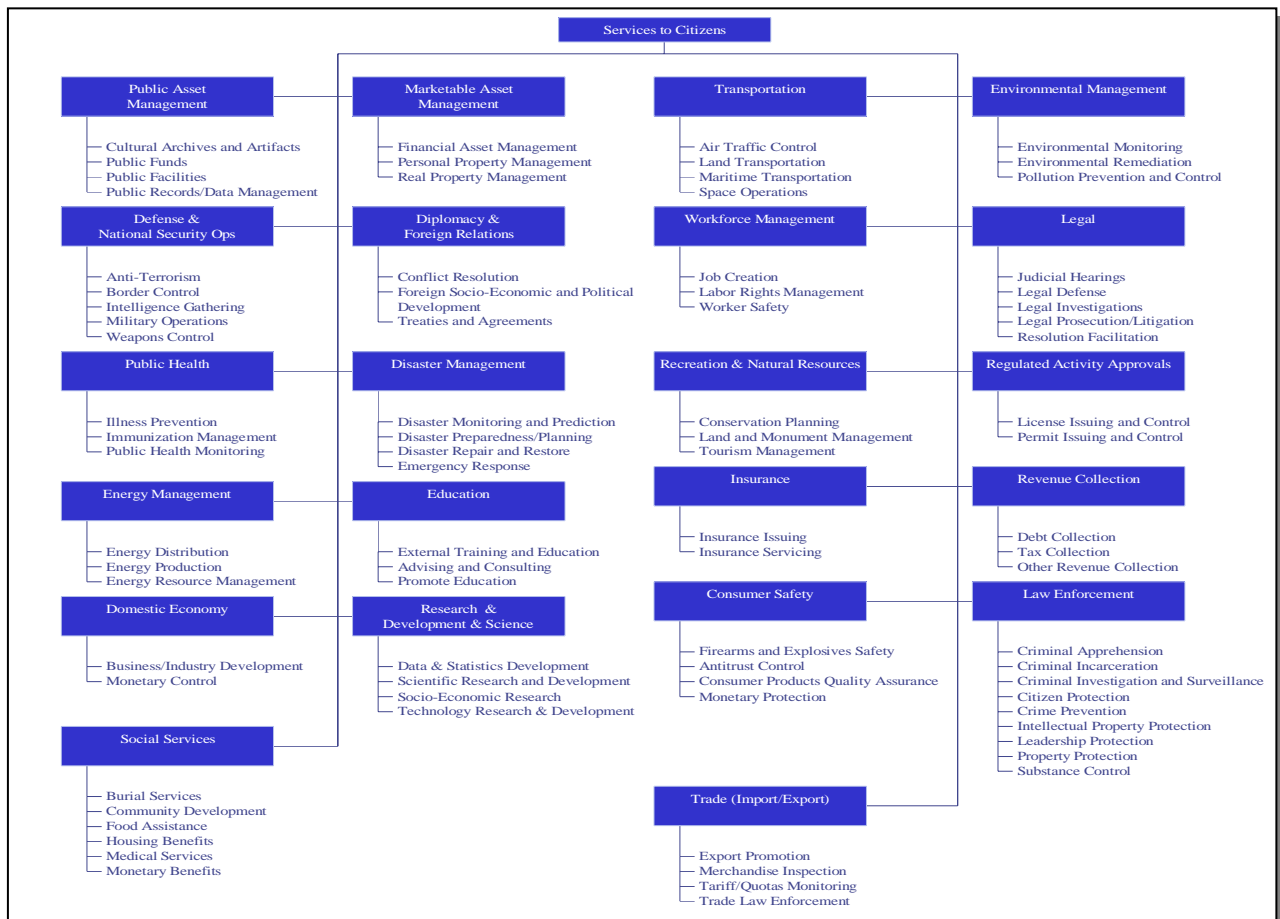 Services to Citizens
Public Asset
Management
Cultural Archives and Artifacts
Public Funds
Public Facilities
Public Records/Data Management
Marketable Asset
Management
Financial Asset Management
Personal Property Management
Real Property Management
Transportation
Air Traffic Control
Land Transportation
Maritime Transportation
Space Operations
Environmental Management
Environmental Monitoring
Environmental Remediation
Pollution Prevention and Control
Defense &
National Security Ops
Anti-Terrorism
Border Control
Intelligence Gathering
Military Operations
Weapons Control
Diplomacy &
Foreign Relations
Conflict Resolution
Foreign Socio-Economic and Political
Development
Treaties and Agreements
Workforce Management
Job Creation
Labor Rights Management
Worker Safety
Legal
Judicial Hearings
Legal Defense
Legal Investigations
Legal Prosecution/Litigation
Resolution Facilitation
Public Health
Illness Prevention
Immunization Management
Public Health Monitoring
Disaster Management
Disaster Monitoring and Prediction
Disaster Preparedness/Planning
Disaster Repair and Restore
Emergency Response
Recreation & Natural Resources
Conservation Planning
Land and Monument Management
Tourism Management
Regulated Activity Approvals
License Issuing and Control
Permit Issuing and Control
Energy Management
Energy Distribution
Energy Production
Energy Resource Management
Education
External Training and Education
Advising and Consulting
Promote Education
Insurance
Insurance Issuing
Insurance Servicing
Revenue Collection
Debt Collection
Tax Collection
Other Revenue Collection
Domestic Economy
Business/Industry Development
Monetary Control
Research &
Development & Science
Data & Statistics Development
Scientific Research and Development
Socio-Economic Research
Technology Research & Development
Consumer Safety
Firearms and Explosives Safety
Antitrust Control
Consumer Products Quality Assurance
Monetary Protection
Law Enforcement
Criminal Apprehension
Criminal Incarceration
Criminal Investigation and Surveillance
Citizen Protection
Crime Prevention
Intellectual Property Protection
Leadership Protection
Property Protection
Substance Control
Social Services
Burial Services
Community Development
Food Assistance
Housing Benefits
Medical Services
Monetary Benefits
Trade (Import/Export)
Export Promotion
Merchandise Inspection
Tariff/Quotas Monitoring
Trade Law Enforcement